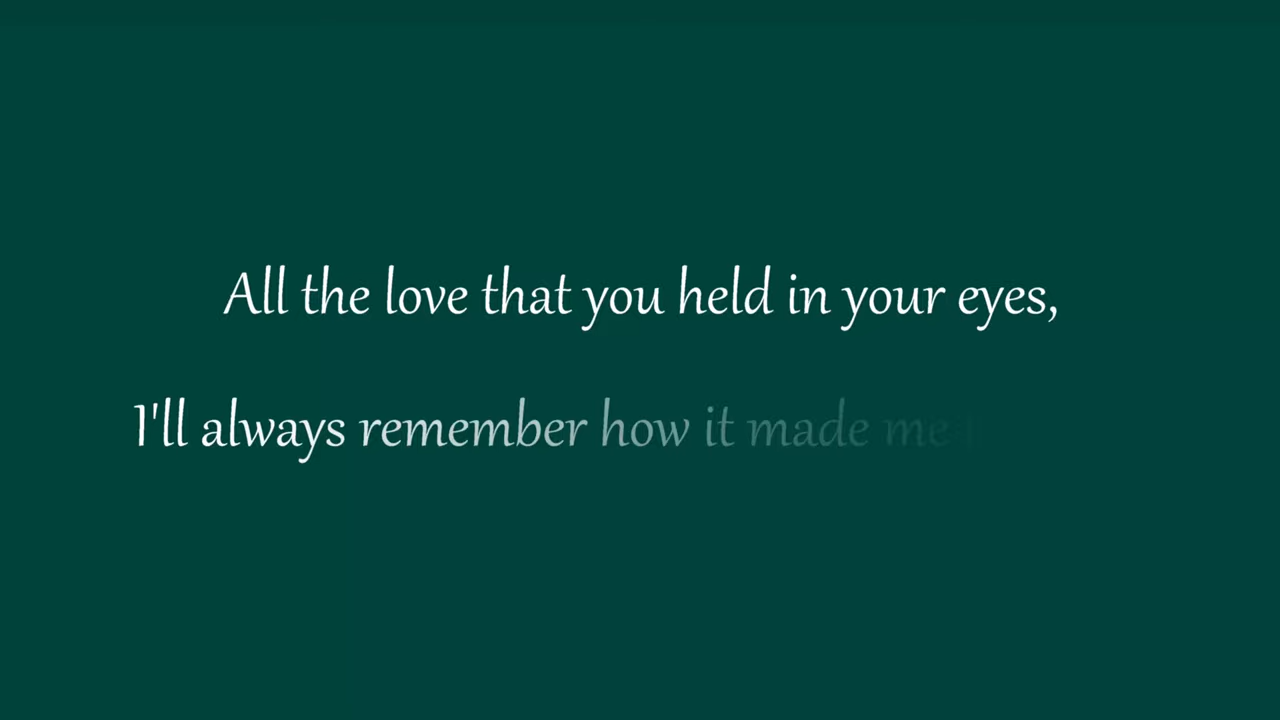 All the love that you held in your eyes,
I'll always remember how it made me